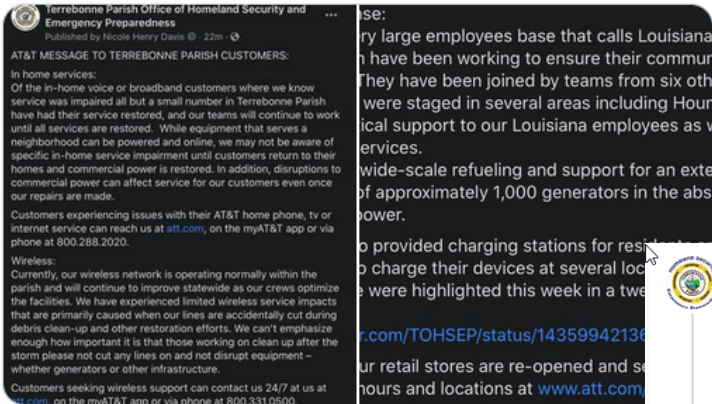 Terrebonne Parish Office of Homeland Security and
Emergency Preparedness
Published by Nicole Henry Davis · 22m ·
AT&T MESSAGE TO TERREBONNE PARISH CUSTOMERS:
In home services:
Of the in-home voice or broadband customers where we know
service was impaired all but a small number in Terrebonne Parish
have had their service restored, and our teams will continue to work
until all services are restored. While equipment that serves a
neighborhood can be powered and online, we may not be aware of
specific in-home service impairment until customers return to their
homes and commercial power is restored. In addition, disruptions to
commercial power can affect service for our customers even once
our repairs are made.
Customers experiencing issues with their AT&T home phone, tv or
internet service can reach us at att.com, on the myAT&T app or via
phone at 800.288.2020.
Wireless:
Currently, our wireless network is operating normally within the
parish and will continue to improve statewide as our crews optimize
the facilities. We have experienced limited wireless service impacts
that are primarily caused when our lines are accidentally cut during
debris clean-up and other restoration efforts. We can't emphasize
enough how important it is that those working on clean up after the
storm please not cut any lines on and not disrupt equipment –
whether generators or other infrastructure.
Customers seeking wireless support can contact us 24/7 at us at
att.com, on the myAT&T app or via phone at 800.331.0500.
se:
ry large employees base that calls Louisiana
have been working to ensure their commun
They have been joined by teams from six oth
were staged in several areas including Hour
ical support to our Louisiana employees as w
ervices.
wide-scale refueling and support for an exte
of approximately 1,000 generators in the abs
power.
o provided charging stations for
o charge their devices at several loc
were highlighted this week in a twe
r.com/TOHSEP/status/14359942136
ur retail stores are re-opened and se
hours and locations at www.att.com/